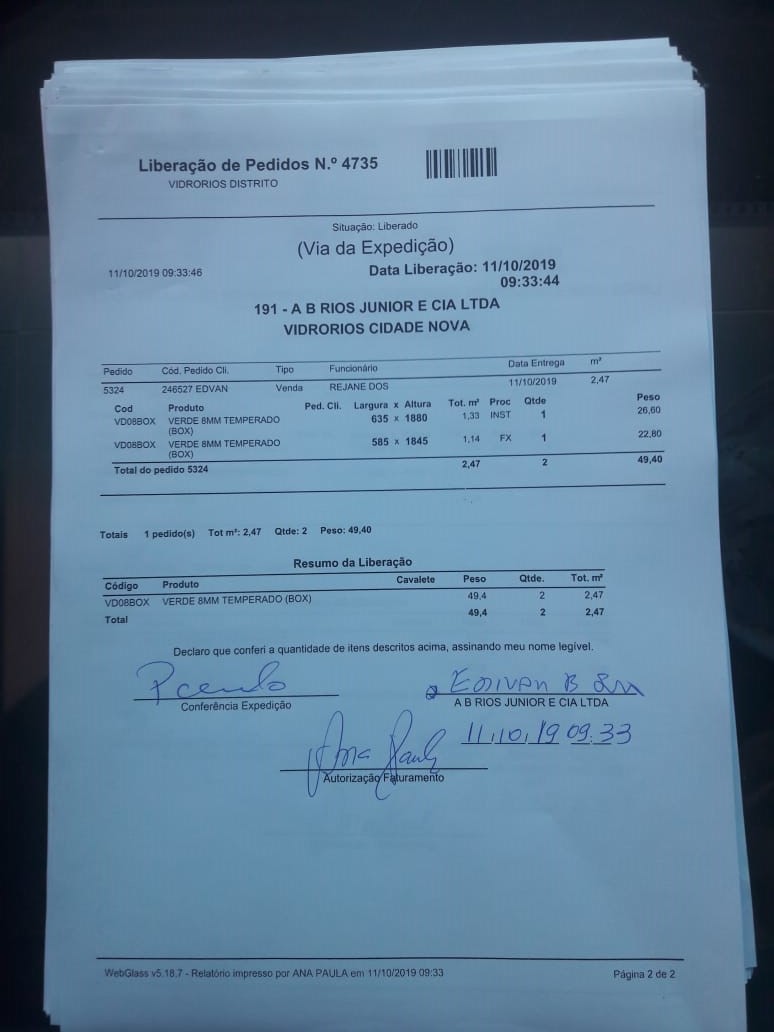 Liberação de Pedidos N.º 4735
VIDRORIOS DISTRITO
Situação: Liberado
(Via da Expedição)
11/10/2019 09:33:46
Data Liberação: 11/10/2019
09:33:44
191 - A B RIOS JUNIOR E CIA LTDA
VIDRORIOS CIDADE NOVA
Pedido Cód. Pedido Cli. Tipo Funcionário Data Entrega m²
5324 246527 EDVAN Venda REJANE DOS 11/10/2019 2,47
Cod Produto Ped. Cli. Largura x Altura Tot. m² Proc Qtde Peso
VD08BOX VERDE 8MM TEMPERADO 635 x 1880 1,33 INST 1 26,60
(BOX)
VD08BOX VERDE 8MM TEMPERADO 585 x 1845 1,14 FX 1 22,80
(BOX)
Total do pedido 5324 2,47 2 49,40
Totais 1 pedido(s) Tot m²: 2,47 Qtde: 2 Peso: 49,40
Resumo da Liberação
Código Produto Cavalete Peso Qtde. Tot. m²
VD08BOX VERDE 8MM TEMPERADO (BOX) 49,4 2 2,47
Total 49,4 2 2,47
Declaro que conferi a quantidade de itens descritos acima, assinando meu nome legível.
Conferência Expedição
EDIVAN B
A B RIOS JUNIOR E CIA LTDA
11,10,19 09:33
Ana Paula
Autorização Faturamento
WebGlass v5.18.7 - Relatório impresso por ANA PAULA em 11/10/2019 09:33 Página 2 de 2